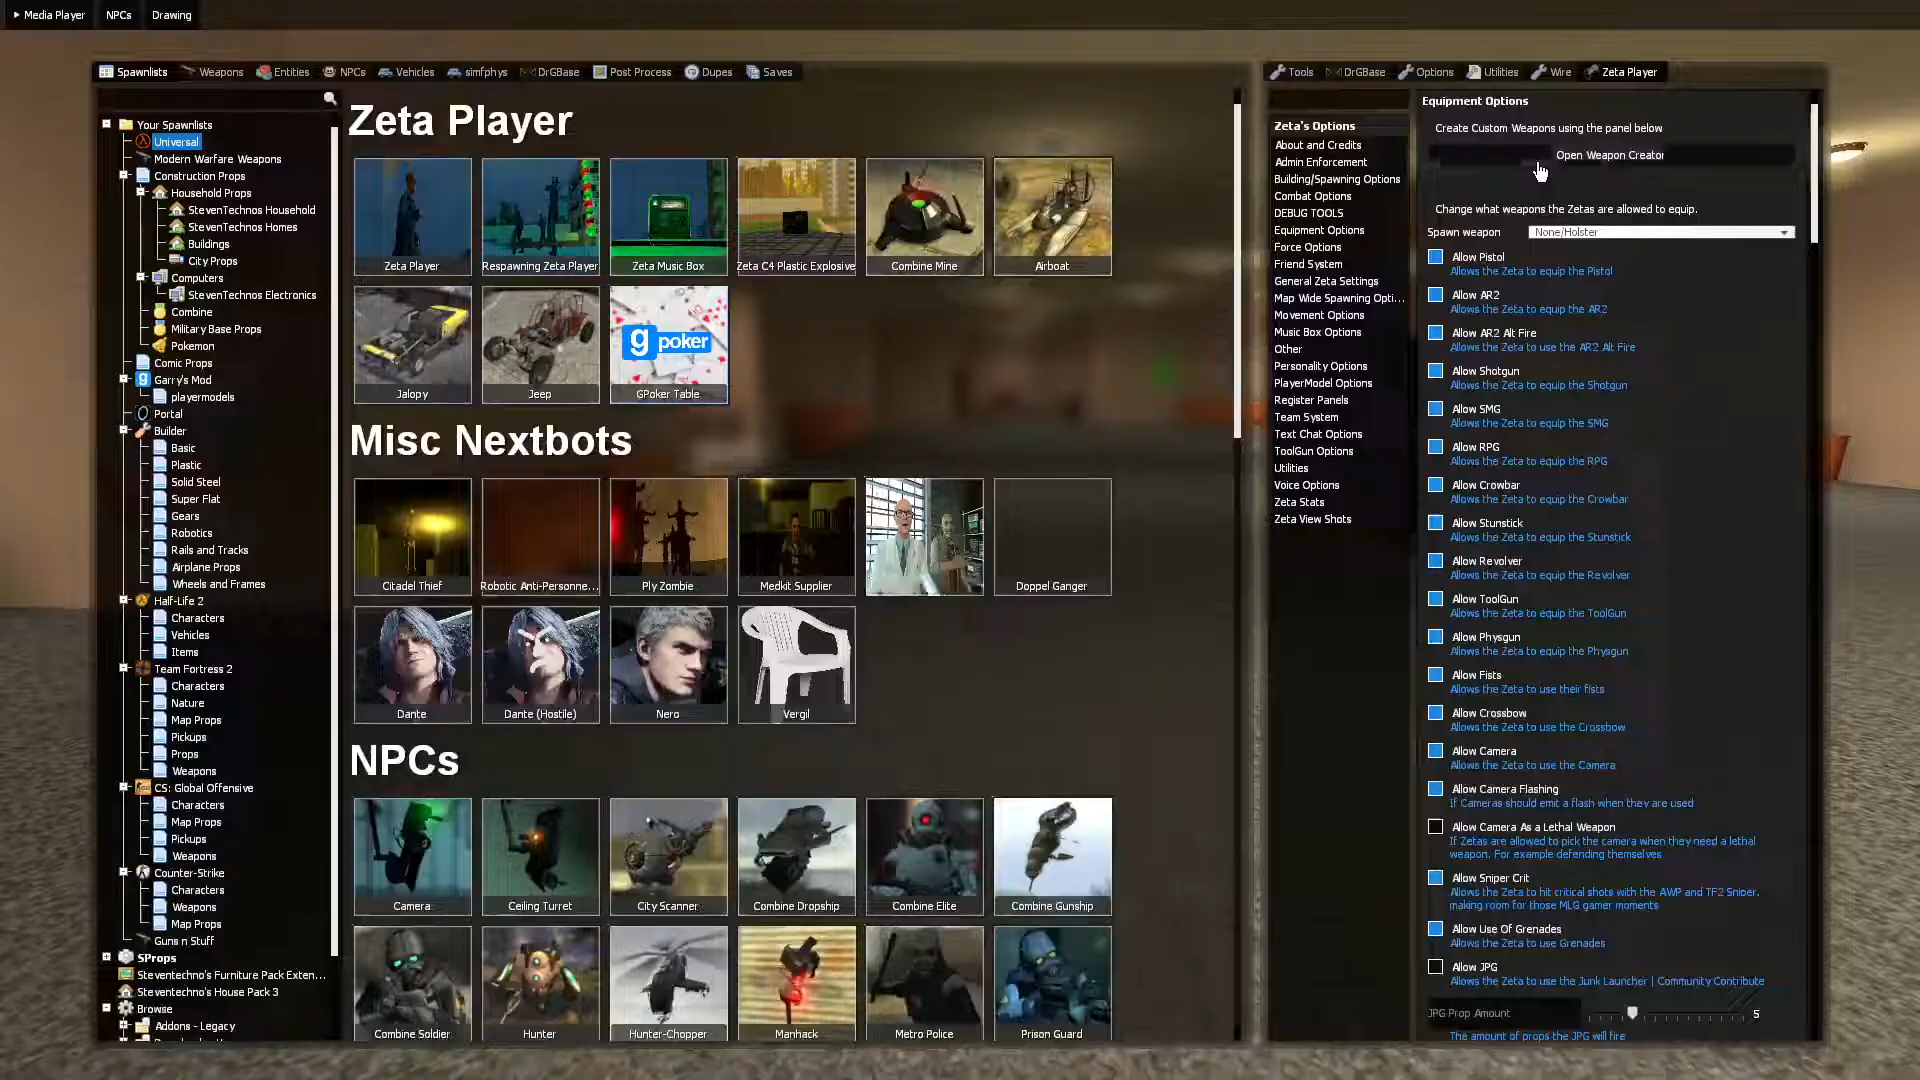 Media Player
NPCs
Drawing
Spawnlists
Weapons
Entities
NPCs
Vehicles
simfphys
DrGBase
Post Process
Dupes
Saves
Your Spawnlists
Universal
Modern Warfare Weapons
Construction Props
Household Props
StevenTechnos Household
StevenTechnos Homes
Buildings
City Props
Computers
StevenTechnos Electronics
Combine
Military Base Props
Pokemon
Comic Props
Garry's Mod
playermodels
Portal
Builder
Basic
Plastic
Solid Steel
Super Flat
Gears
Robotics
Rails and Tracks
Airplane Props
Wheels and Frames
Half-Life 2
Characters
Vehicles
Items
Team Fortress 2
Characters
Nature
Map Props
Pickups
Props
Weapons
CS: Global Offensive
Characters
Map Props
Pickups
Weapons
Counter-Strike
Characters
Weapons
Map Props
Guns n Stuff
SProps
Steventechno's Furniture Pack Exten...
Steventechno's House Pack 3
Browse
Addons - Legacy
Zeta Player
Zeta Player
Respawning Zeta Player
Zeta Music Box
Zeta C4 Plastic Explosive
Combine Mine
Airboat
Jalopy
Jeep
g poker
GPoker Table
Misc Nextbots
Citadel Thief
Robotic Anti-Personne...
Ply Zombie
Medkit Supplier
Doppel Ganger
Dante
Dante (Hostile)
Nero
Vergil
NPCs
Camera
Ceiling Turret
City Scanner
Combine Dropship
Combine Elite
Combine Gunship
Combine Soldier
Hunter
Hunter-Chopper
Manhack
Metro Police
Prison Guard
Tools
DrGBase
Options
Utilities
Wire
Zeta Player
Zeta's Options
About and Credits
Admin Enforcement
Building/Spawning Options
Combat Options
DEBUG TOOLS
Equipment Options
Force Options
Friend System
General Zeta Settings
Map Wide Spawning Opti...
Movement Options
Music Box Options
Other
Personality Options
PlayerModel Options
Register Panels
Team System
Text Chat Options
ToolGun Options
Utilities
Voice Options
Zeta Stats
Zeta View Shots
Equipment Options
Create Custom Weapons using the panel below
Open Weapon Creator
Change what weapons the Zetas are allowed to equip.
Spawn weapon
None/Holster
Allow Pistol
Allows the Zeta to equip the Pistol
Allow AR2
Allows the Zeta to equip the AR2
Allow AR2 Alt Fire
Allows the Zeta to use the AR2 Alt Fire
Allow Shotgun
Allows the Zeta to equip the Shotgun
Allow SMG
Allows the Zeta to equip the SMG
Allow RPG
Allows the Zeta to equip the RPG
Allow Crowbar
Allows the Zeta to equip the Crowbar
Allow Stunstick
Allows the Zeta to equip the Stunstick
Allow Revolver
Allows the Zeta to equip the Revolver
Allow ToolGun
Allows the Zeta to equip the ToolGun
Allow Physgun
Allows the Zeta to equip the Physgun
Allow Fists
Allows the Zeta to use their fists
Allow Crossbow
Allows the Zeta to use the Crossbow
Allow Camera
Allows the Zeta to use the Camera
Allow Camera Flashing
If Cameras should emit a flash when they are used
Allow Camera As a Lethal Weapon
If Zetas are allowed to pick the camera when they need a lethal
weapon. For example defending themselves
Allow Sniper Crit
Allows the Zeta to hit critical shots with the AWP and TF2 Sniper.
making room for those MLG gamer moments
Allow Use Of Grenades
Allows the Zeta to use Grenades
Allow JPG
Allows the Zeta to use the Junk Launcher | Community Contribute
JPG Prop Amount
5
The amount of props the JPG will fire